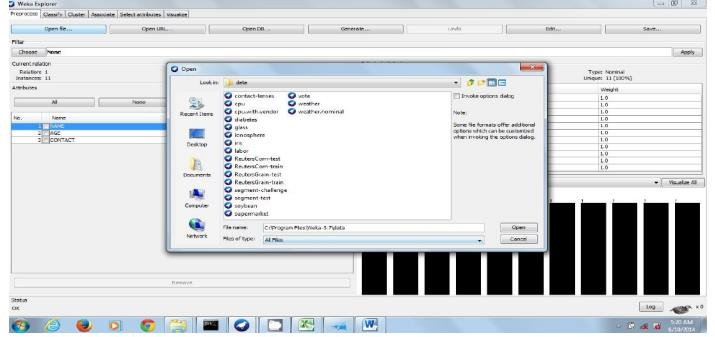 Weka Explorer
Preprocess Classify Cluster Associate Select attributes Visualize
Open file... Open URL... Open DB... Generate... Undo Edit... Save...
Filter
Choose None Apply
Current relation
Relation: 1
Instances: 11
Type: Nominal
Unique: 11 (100%)
Attributes
All None
No. Name
1 NAME
2 AGE
3 CONTACT
Weight
1.0
1.0
1.0
1.0
1.0
1.0
1.0
1.0
Visualize All
Remove
Open
Look in: data
Recent Items
Desktop
Documents
Computer
Network
contact-lenses
cpu
cpu.with.vendor
diabetes
glass
ionosphere
iris
labor
ReutersCorn-test
ReutersCorn-train
ReutersGrain-test
ReutersGrain-train
segment-challenge
segment-test
soybean
supermarket
vote
weather
weather.nominal
Invoke options dialog
Note:
Some file formats offer additional
options which can be customized
when invoking the options dialog.
File name: C:\Program Files\Weka-3-7\data
Files of type: All Files
Open
Cancel
Status
OK
Log x 0
5:20 AM
6/10/2014